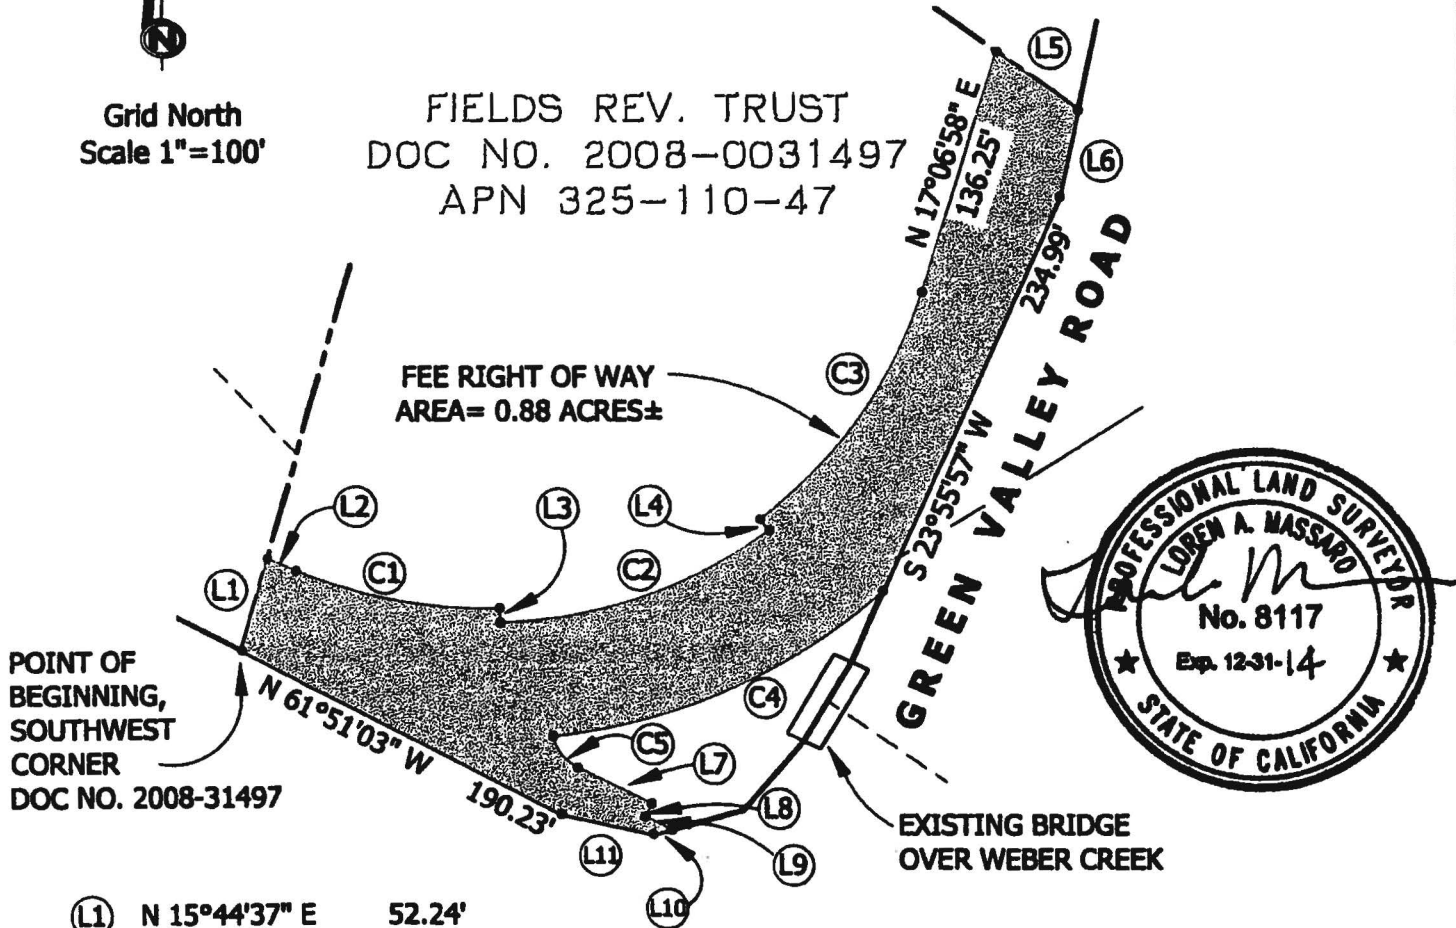 N
Grid North
Scale 1"=100'
FIELDS REV. TRUST
DOC NO. 2008-0031497
APN 325-110-47
L5
L6
N 17°06'58" E
136.25'
234.99'
S 23°55'57" W
GREEN VALLEY ROAD
FEE RIGHT OF WAY
AREA= 0.88 ACRES±
C3
L2
L3
L4
C1
C2
L1
POINT OF
BEGINNING,
SOUTHWEST
CORNER
DOC NO. 2008-31497
N 61°51'03" W
190.23'
C4
C5
L7
L8
L9
L10
L11
EXISTING BRIDGE
OVER WEBER CREEK
PROFESSIONAL LAND SURVEYOR
LOREN A. MASSARO
No. 8117
Exp. 12-31-14
STATE OF CALIFORNIA
L1 N 15°44'37" E 52.24'